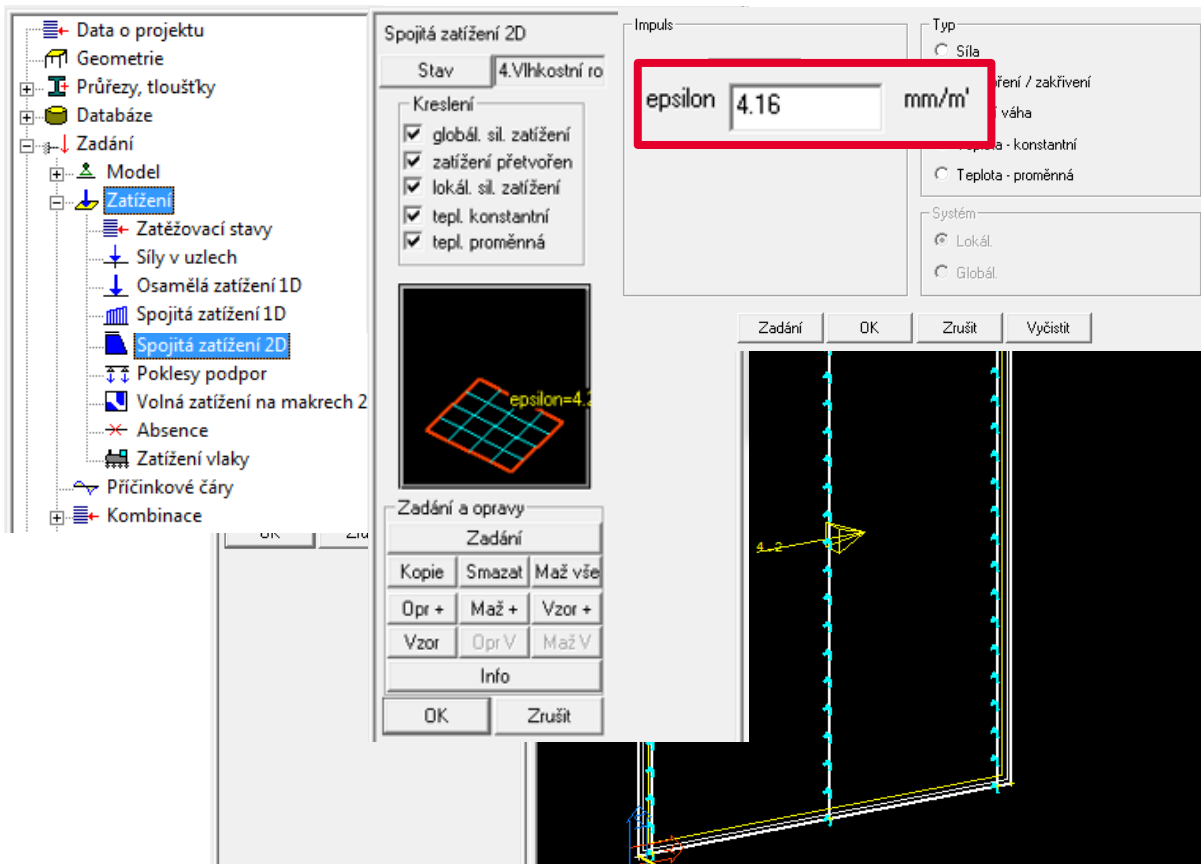 Data o projektu
Geometrie
Průřezy, tloušťky
Databáze
Zadání
Model
Zatížení
Zatěžovací stavy
Síly v uzlech
Osamělá zatížení 1D
Spojitá zatížení 1D
Spojitá zatížení 2D
Poklesy podpor
Volná zatížení na makrech 2
Absence
Zatížení vlaky
Příčinkové čáry
Kombinace
OK
Spojitá zatížení 2D
Stav
4.Vlhkostní ro
Kreslení
globál. sil. zatížení
zatížení přetvořen
lokál. sil. zatížení
tepl. konstantní
tepl. proměnná
epsilon=4.2
Zadání a opravy
Zadání
Kopie Smazat Maž vše
Opr + Maž + Vzor +
Vzor Opr V Maž V
Info
OK Zrušit
Impuls
epsilon 4.16 mm/m'
Typ
Síla
ření / zakřivení
váha
- konstantní
Teplota - proměnná
Systém
Lokál.
Globál.
Zadání OK Zrušit Vyčistit
4.2